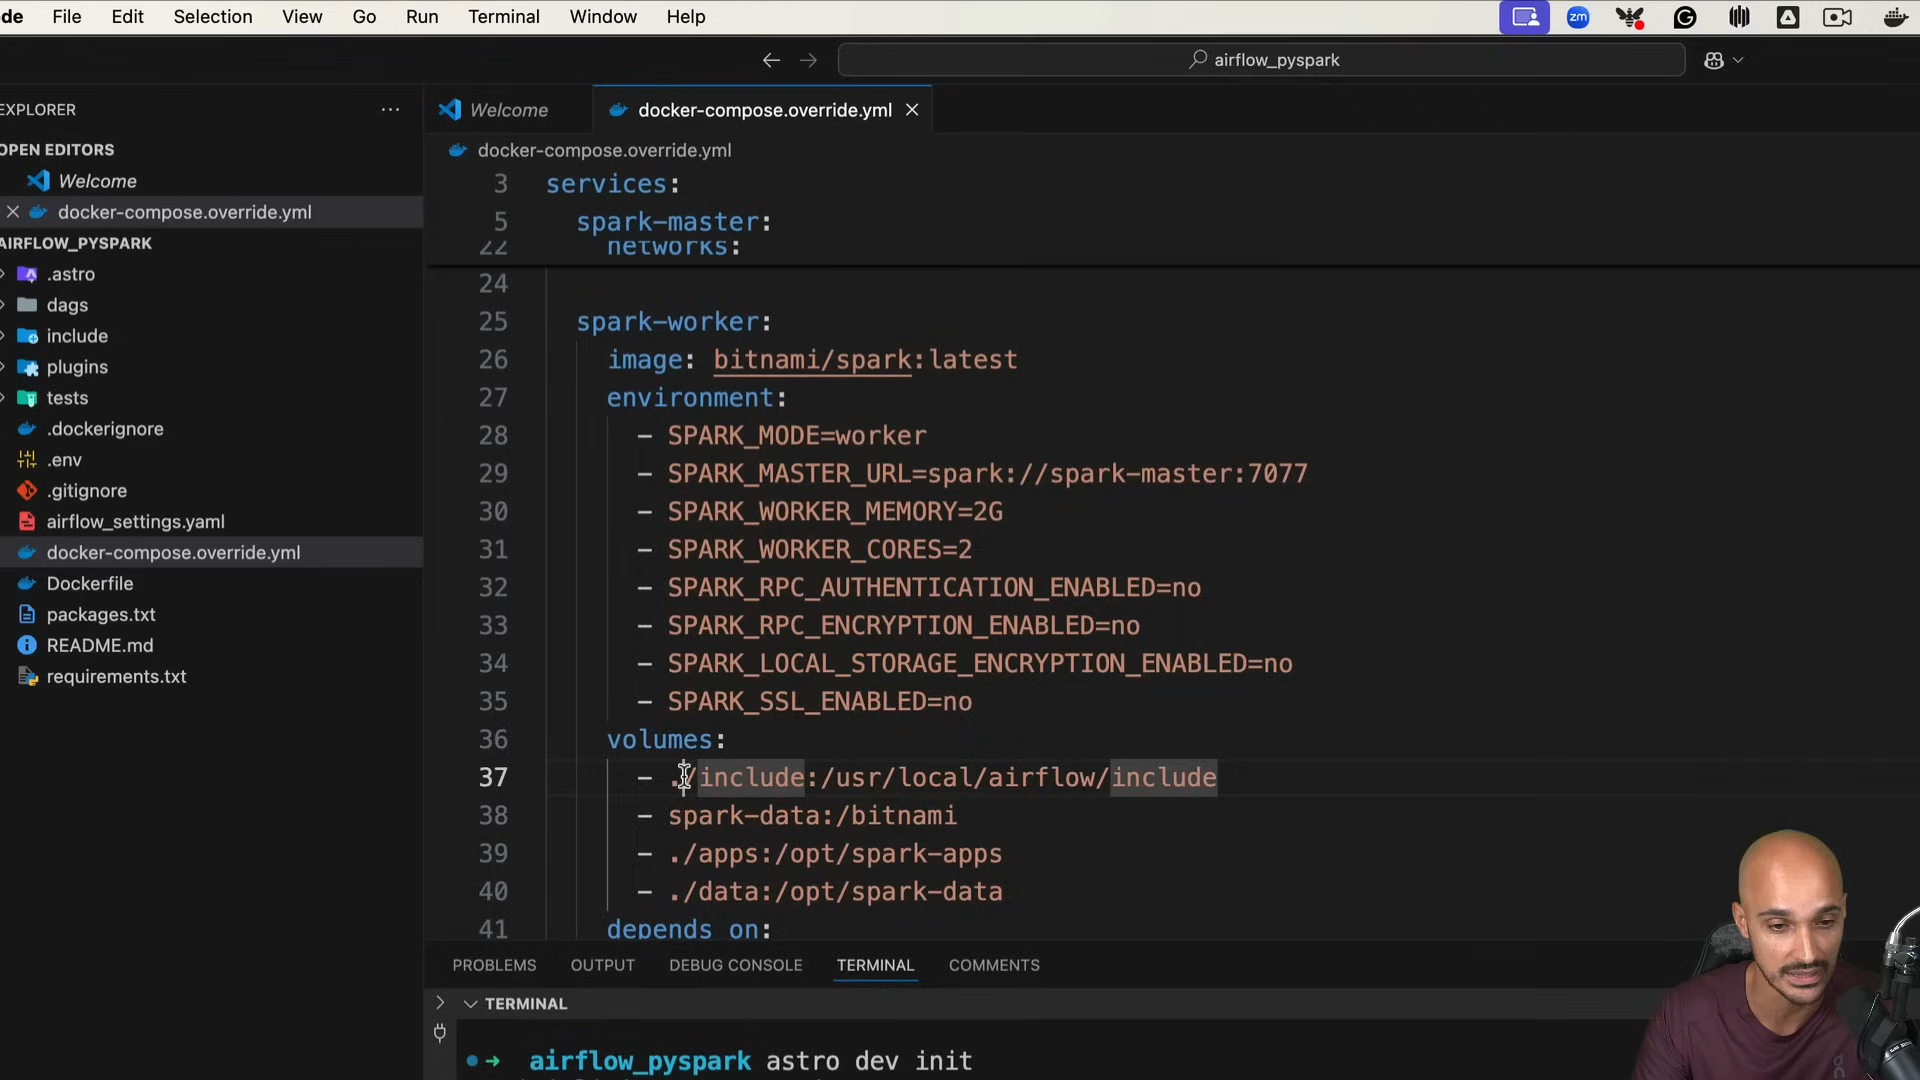 de File Edit Selection View Go Run Terminal Window Help
zm
airflow_pyspark
EXPLORER
Welcome
docker-compose.override.yml
OPEN EDITORS
Welcome
docker-compose.override.yml
docker-compose.override.yml
AIRFLOW_PYSPARK
.astro
dags
include
plugins
tests
.dockerignore
.env
.gitignore
airflow_settings.yaml
docker-compose.override.yml
Dockerfile
packages.txt
README.md
requirements.txt
3 services:
5 spark-master:
22 networks:
24
25 spark-worker:
26 image: bitnami/spark:latest
27 environment:
28 - SPARK_MODE=worker
29 - SPARK_MASTER_URL=spark://spark-master:7077
30 - SPARK_WORKER_MEMORY=2G
31 - SPARK_WORKER_CORES=2
32 - SPARK_RPC_AUTHENTICATION_ENABLED=no
33 - SPARK_RPC_ENCRYPTION_ENABLED=no
34 - SPARK_LOCAL_STORAGE_ENCRYPTION_ENABLED=no
35 - SPARK_SSL_ENABLED=no
36 volumes:
37 - ./include:/usr/local/airflow/include
38 - spark-data:/bitnami
39 - ./apps:/opt/spark-apps
40 - ./data:/opt/spark-data
41 depends_on:
PROBLEMS OUTPUT DEBUG CONSOLE TERMINAL COMMENTS
TERMINAL
airflow_pyspark astro dev init